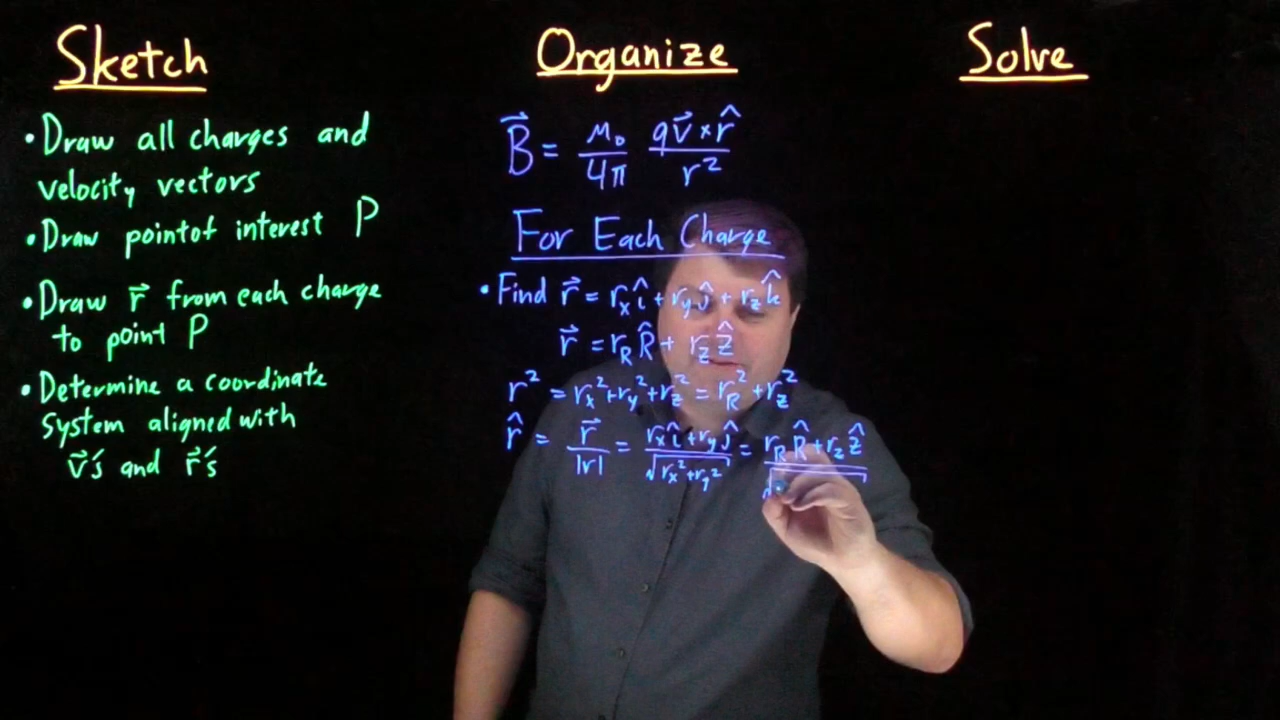 Sketch
• Draw all charges and
velocity vectors
• Draw point of interest P
• Draw r⃗ from each charge
to point P
• Determine a coordinate
system aligned with
v⃗'s and r⃗'s
Organize
B⃗ = μ₀/4π qv⃗ × r̂/r²
For Each Charge
• Find r⃗ = rₓî + r_yĵ + r_zk̂
r⃗ = r_R R̂ + r_z ẑ
r² = rₓ² + r_y² + r_z² = r_R² + r_z²
r̂ = r⃗/|r| = (rₓî + r_yĵ)/√(rₓ² + r_y²) = (r_R R̂ + r_z ẑ)/√
Solve